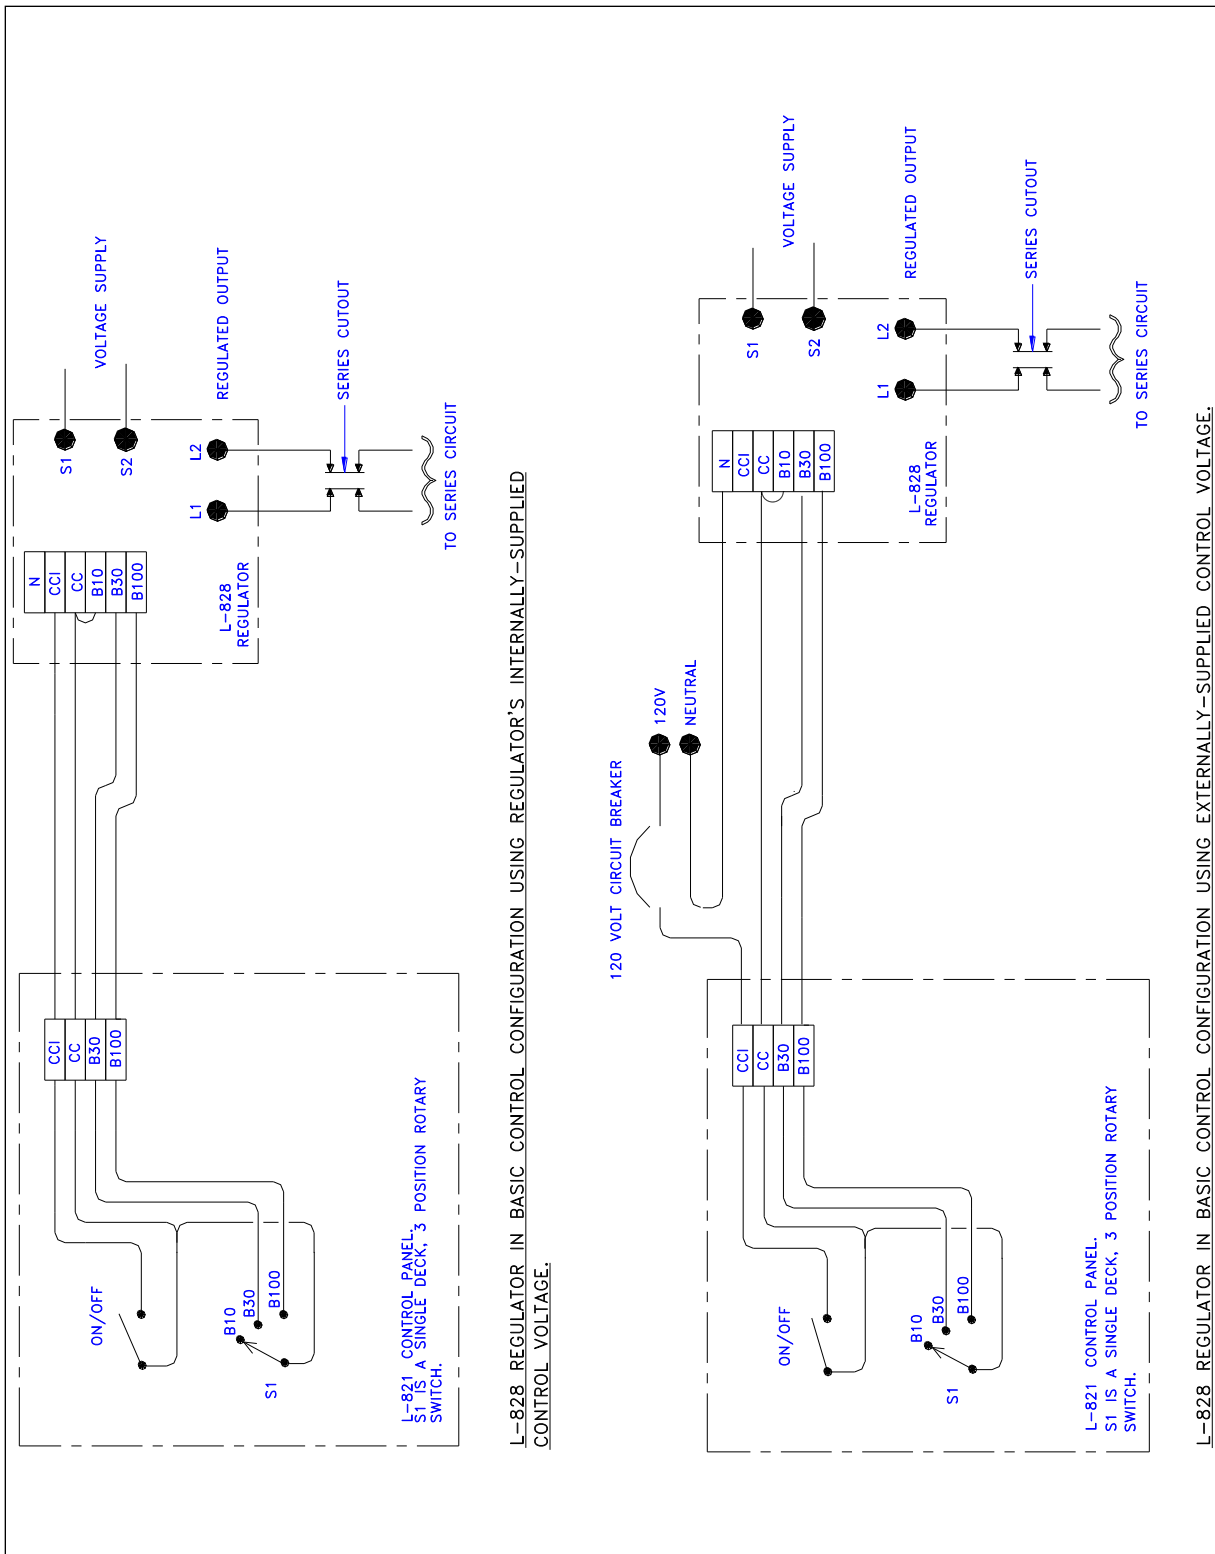 ON/OFF
B10
B30
B100
S1
L-821 CONTROL PANEL.
S1 IS A SINGLE DECK, 3 POSITION ROTARY
SWITCH.
CCI
CC
B30
B100
N
CCI
CC
B10
B30
B100
L-828
REGULATOR
S1
S2
VOLTAGE SUPPLY
L1
L2
REGULATED OUTPUT
SERIES CUTOUT
TO SERIES CIRCUIT
L-828 REGULATOR IN BASIC CONTROL CONFIGURATION USING REGULATOR'S INTERNALLY-SUPPLIED
CONTROL VOLTAGE.
120 VOLT CIRCUIT BREAKER
120V
NEUTRAL
ON/OFF
B10
B30
B100
S1
L-821 CONTROL PANEL.
S1 IS A SINGLE DECK, 3 POSITION ROTARY
SWITCH.
CCI
CC
B30
B100
N
CCI
CC
B10
B30
B100
L-828
REGULATOR
S1
S2
VOLTAGE SUPPLY
L1
L2
REGULATED OUTPUT
SERIES CUTOUT
TO SERIES CIRCUIT
L-828 REGULATOR IN BASIC CONTROL CONFIGURATION USING EXTERNALLY-SUPPLIED CONTROL VOLTAGE.